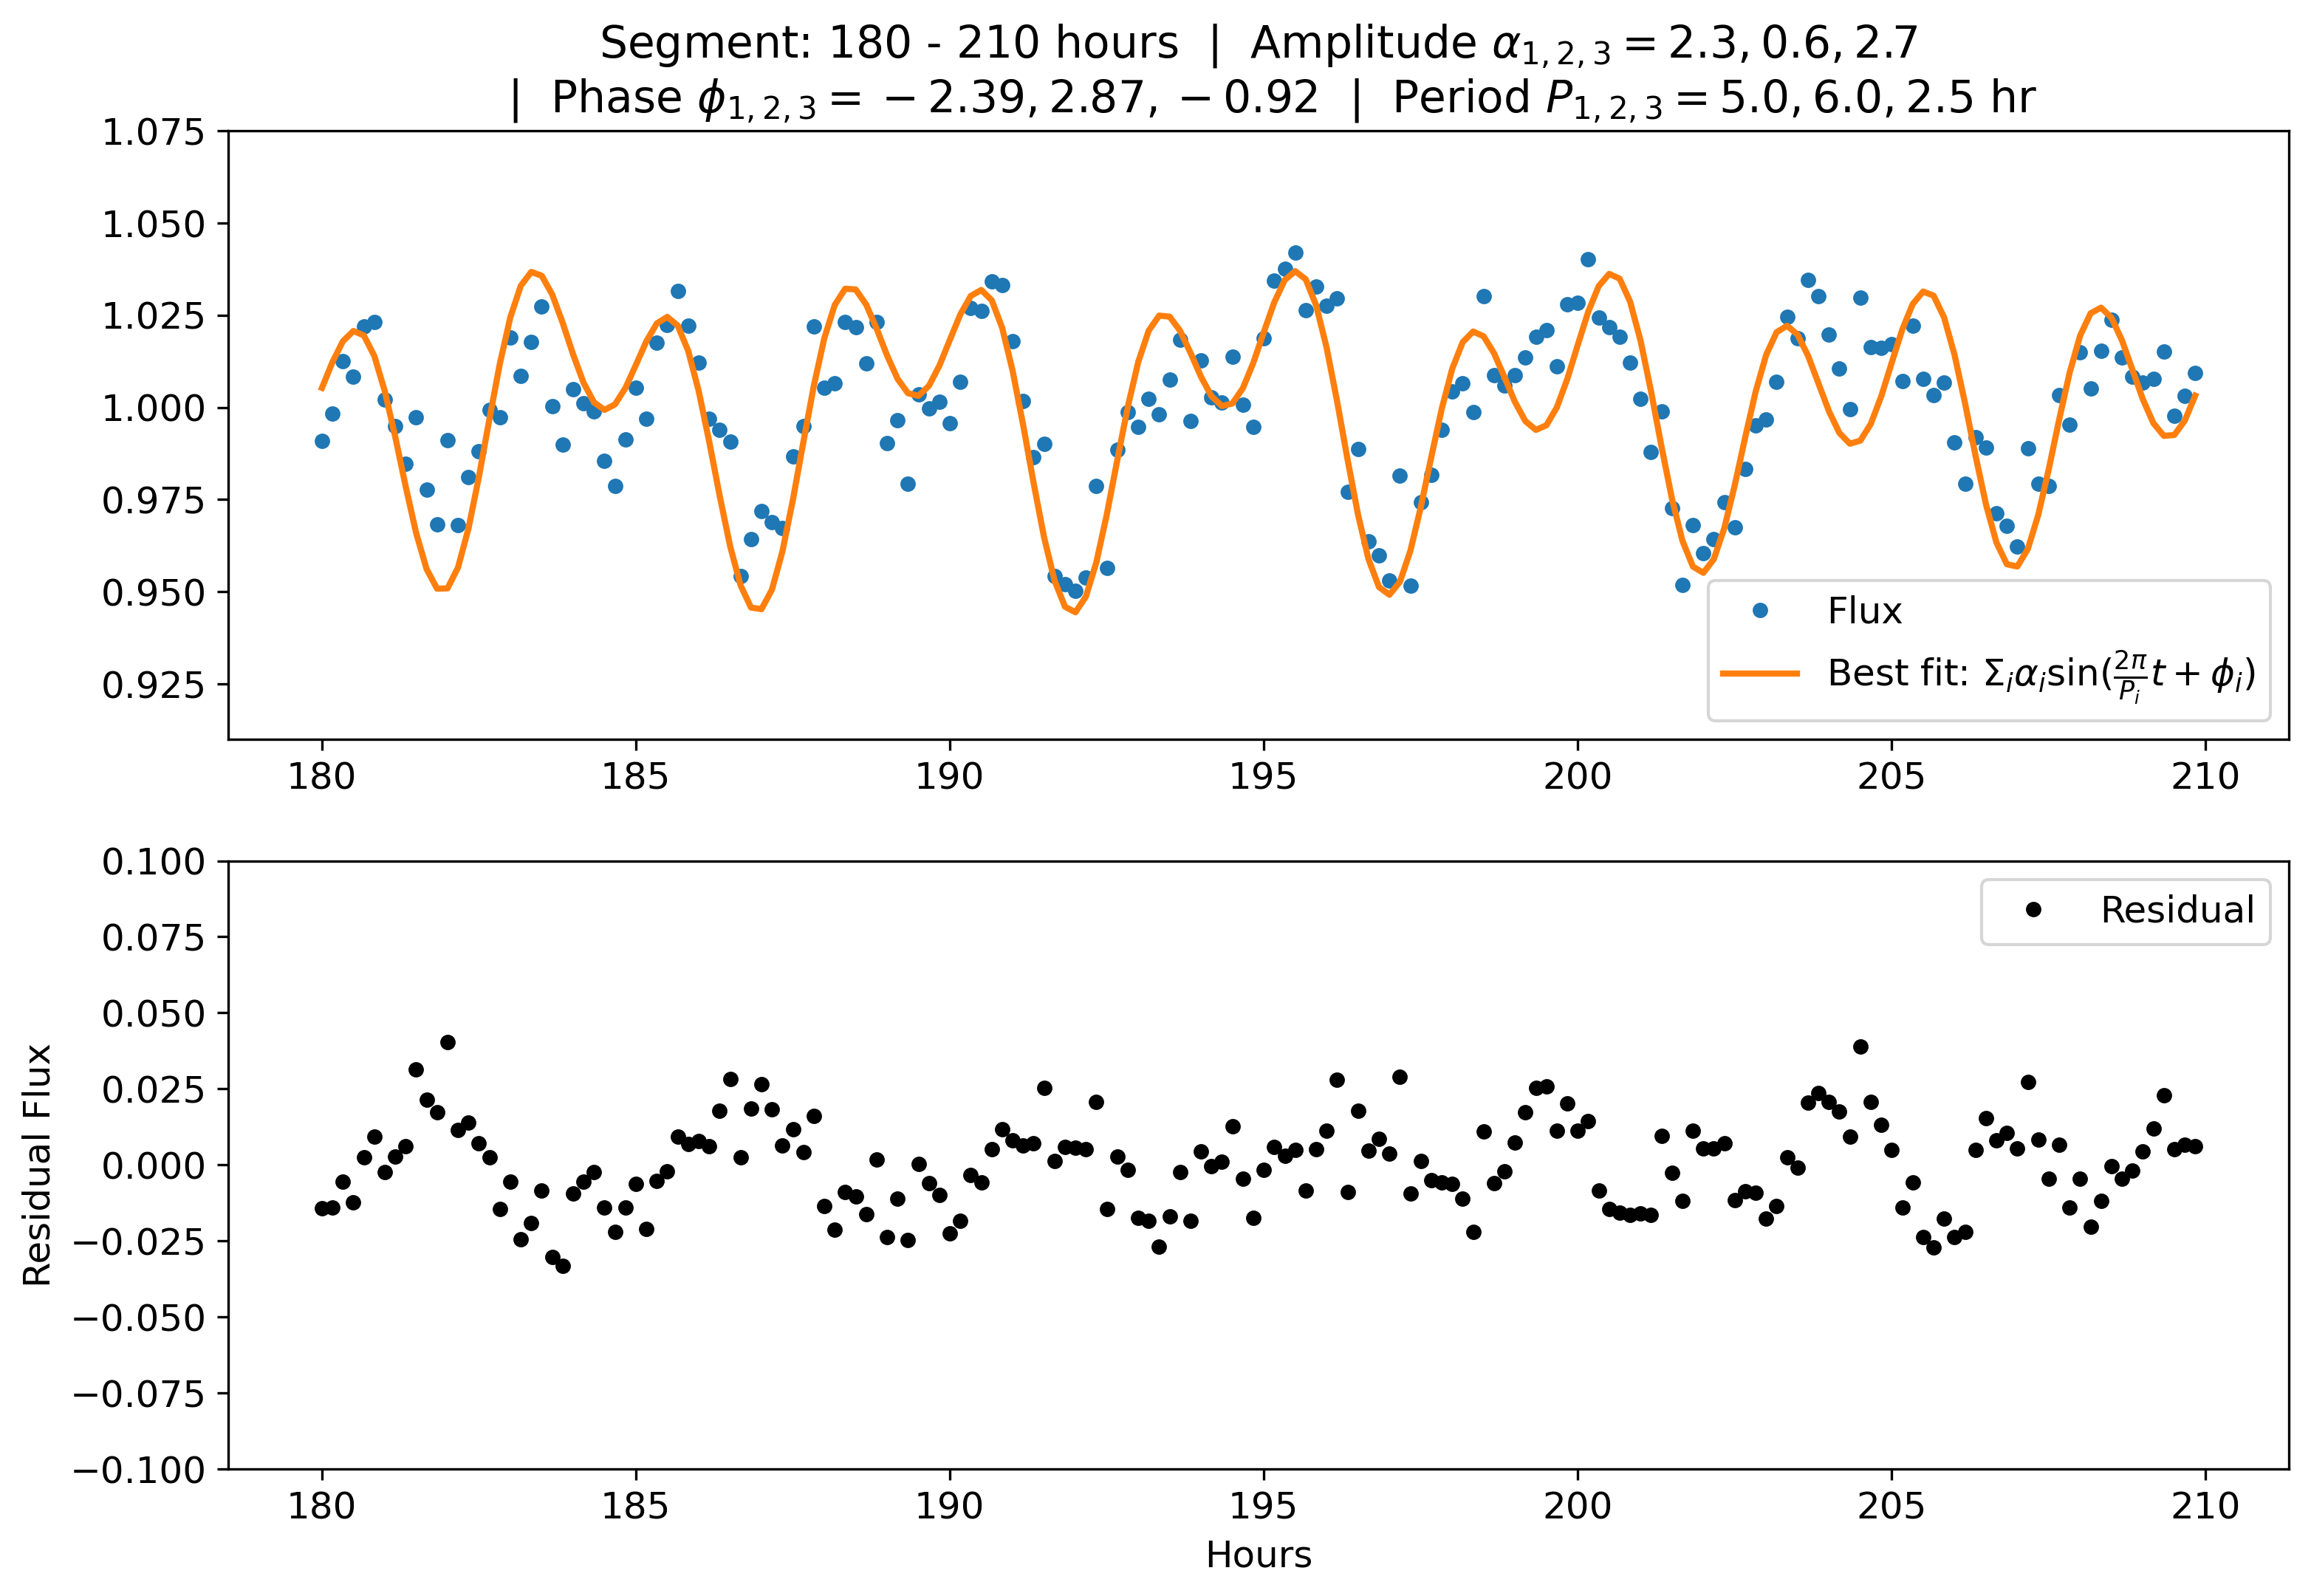 Segment: 180 - 210 hours | Amplitude α₁,₂,₃ = 2.3, 0.6, 2.7
| Phase ϕ₁,₂,₃ = −2.39, 2.87, −0.92 | Period P₁,₂,₃ = 5.0, 6.0, 2.5 hr
1.075
1.050
1.025
1.000
0.975
0.950
0.925
Flux
Best fit: Σᵢαᵢsin(2π/Pᵢ t + ϕᵢ)
180 185 190 195 200 205 210
Residual Flux
0.100
0.075
0.050
0.025
0.000
−0.025
−0.050
−0.075
−0.100
Residual
180 185 190 195 200 205 210
Hours